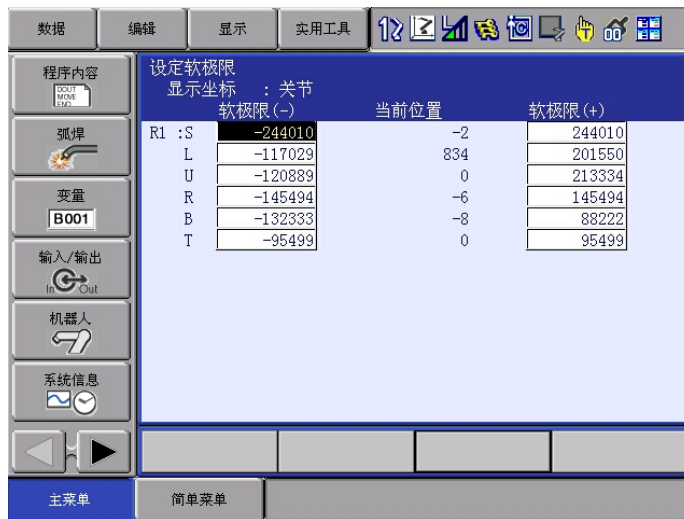 数据 编辑 显示 实用工具
程序内容
DOUT
MOVE
END
弧焊
变量
B001
输入/输出
In Out
机器人
系统信息
设定软极限
显示坐标 : 关节
软极限(-) 当前位置 软极限(+)
R1 :S -244010 -2 244010
L -117029 834 201550
U -120889 0 213334
R -145494 -6 145494
B -132333 -8 88222
T -95499 0 95499
主菜单 简单菜单